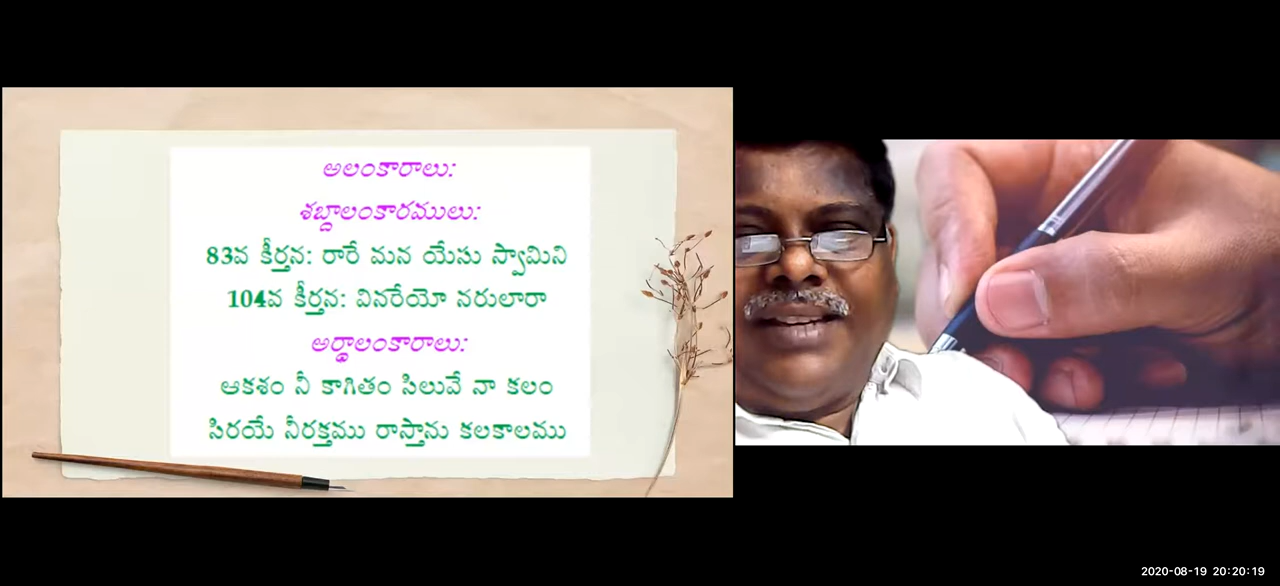 అలంకారాలు:
శబ్దాలంకారములు:
83వ కీర్తన: రారే మన యేసు స్వామిని
104వ కీర్తన: వినరేయో నరులారా
అర్థాలంకారాలు:
ఆకశం నీ కాగితం సిలువే నా కలం
సిరయే నీరక్తము రాస్తాను కలకాలము
2020-08-19 20:20:19